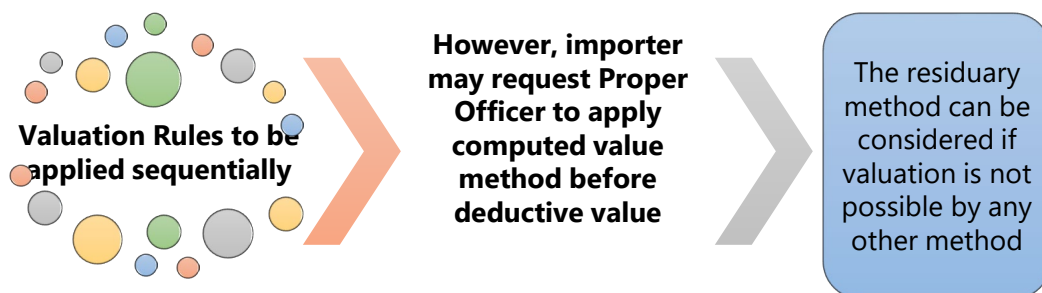 Valuation Rules to be
applied sequentially
However, importer
may request Proper
Officer to apply
computed value
method before
deductive value
The residuary
method can be
considered if
valuation is not
possible by any
other method